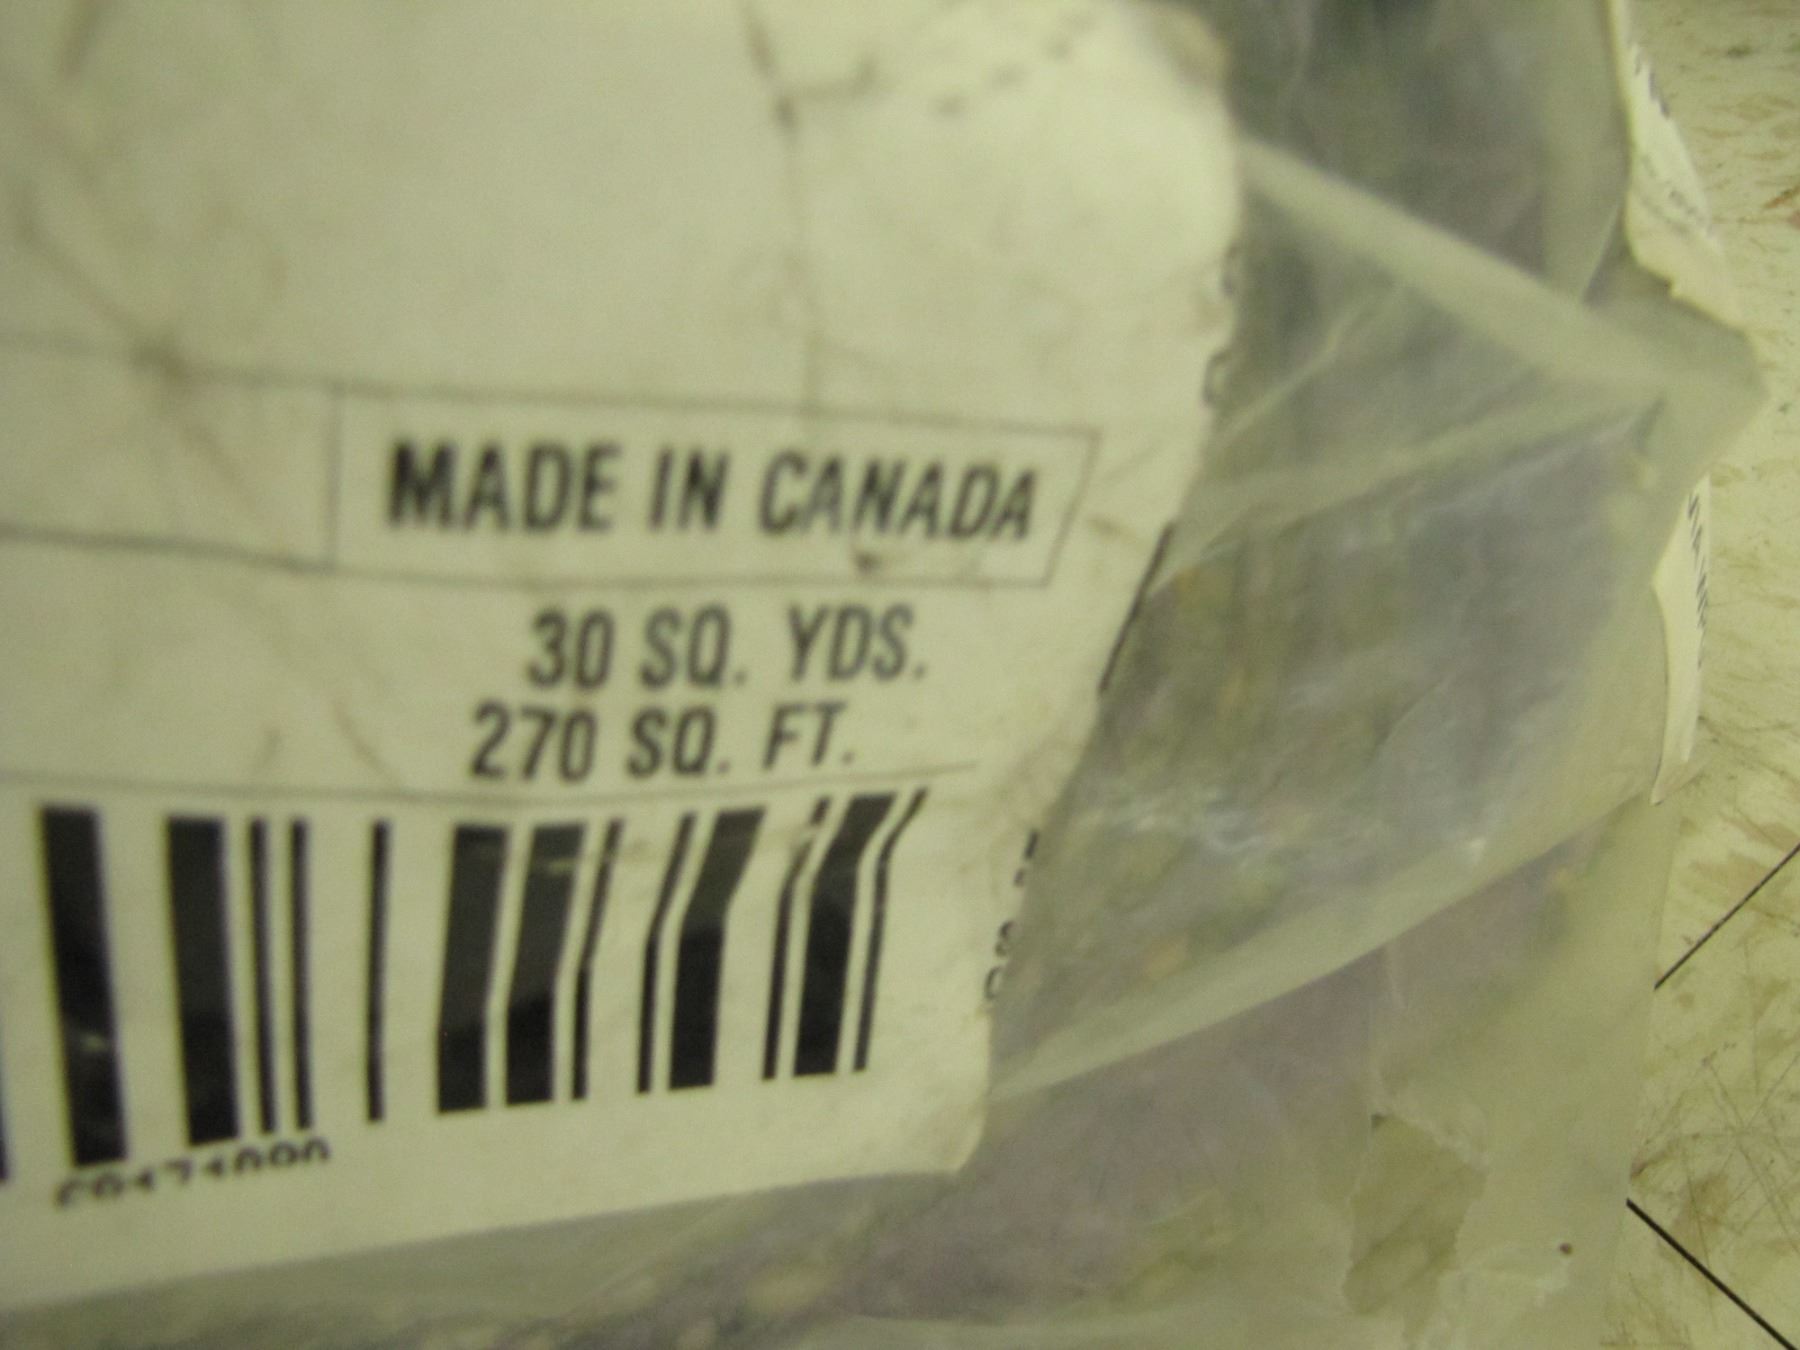 MADE IN CANADA
30 SQ. YDS.
270 SQ. FT.